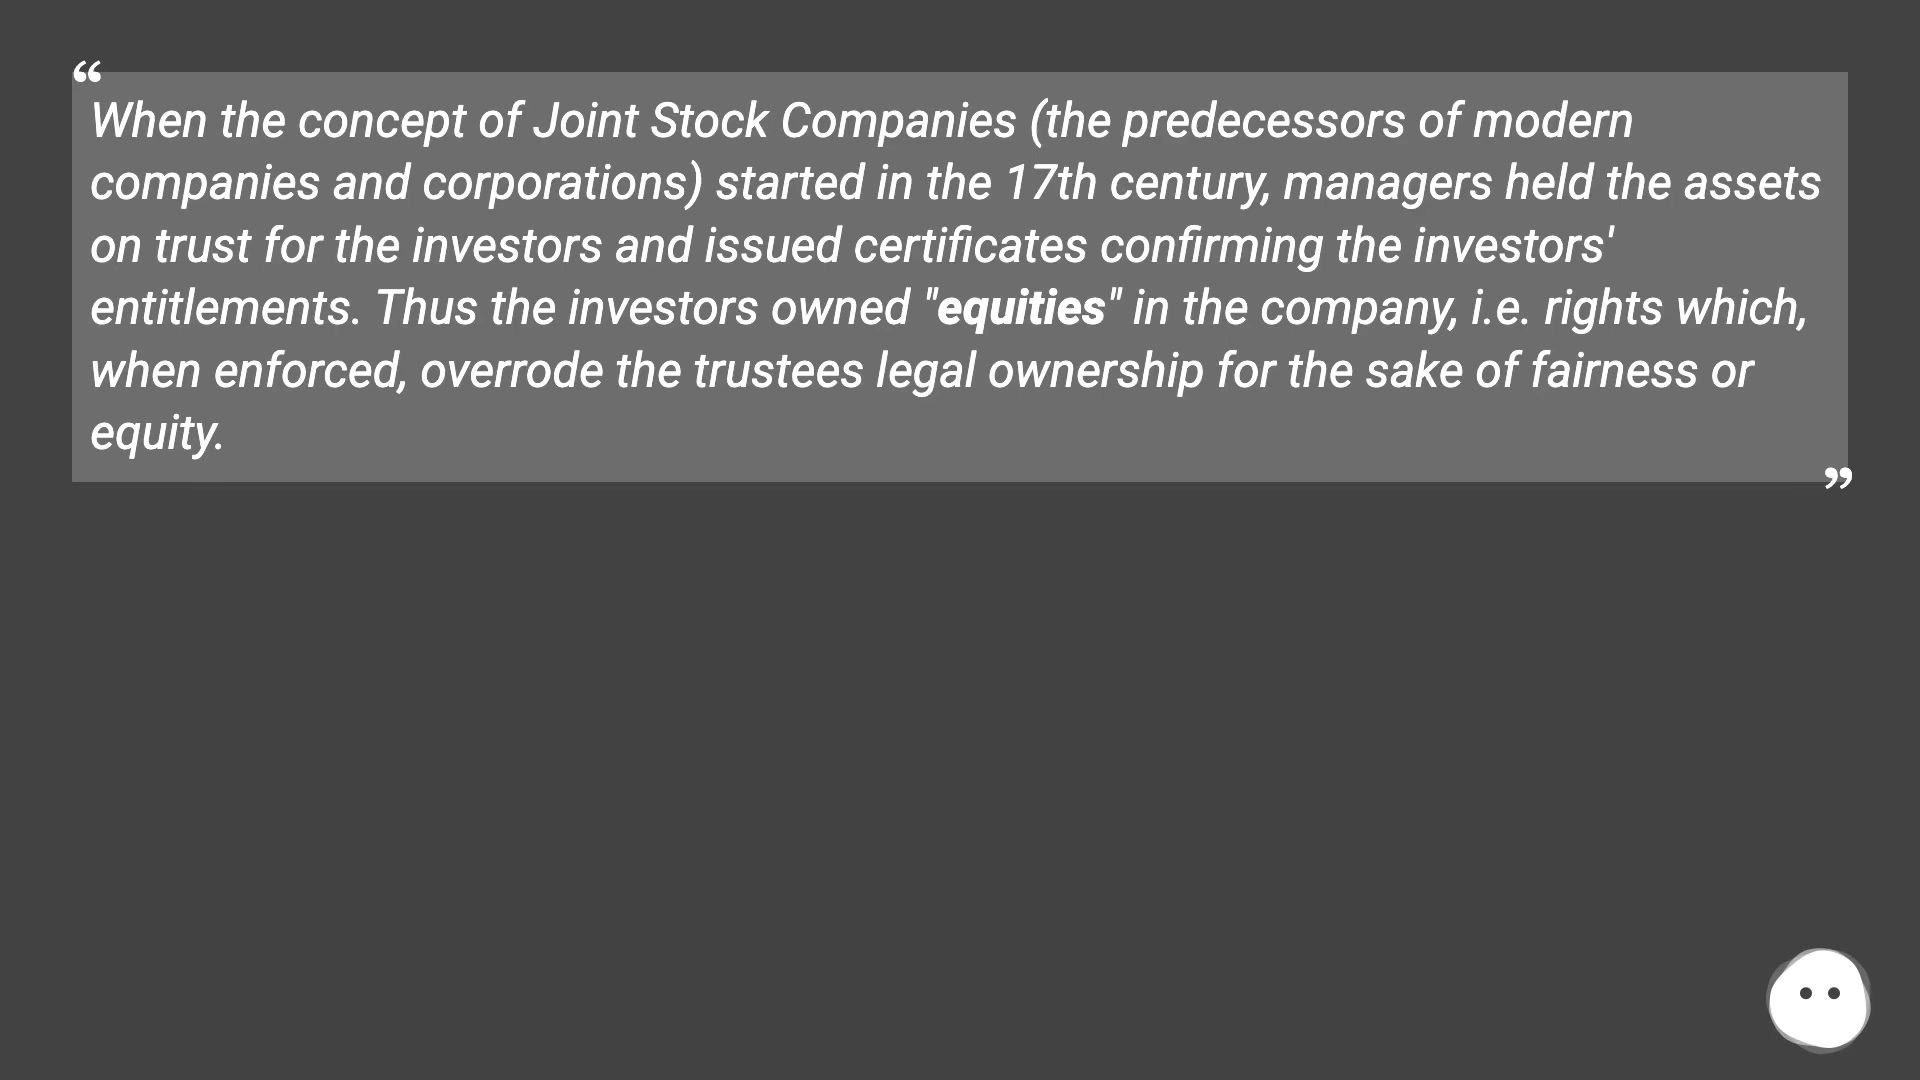 “
When the concept of Joint Stock Companies (the predecessors of modern
companies and corporations) started in the 17th century, managers held the assets
on trust for the investors and issued certificates confirming the investors'
entitlements. Thus the investors owned "equities" in the company, i.e. rights which,
when enforced, overrode the trustees legal ownership for the sake of fairness or
equity.
”